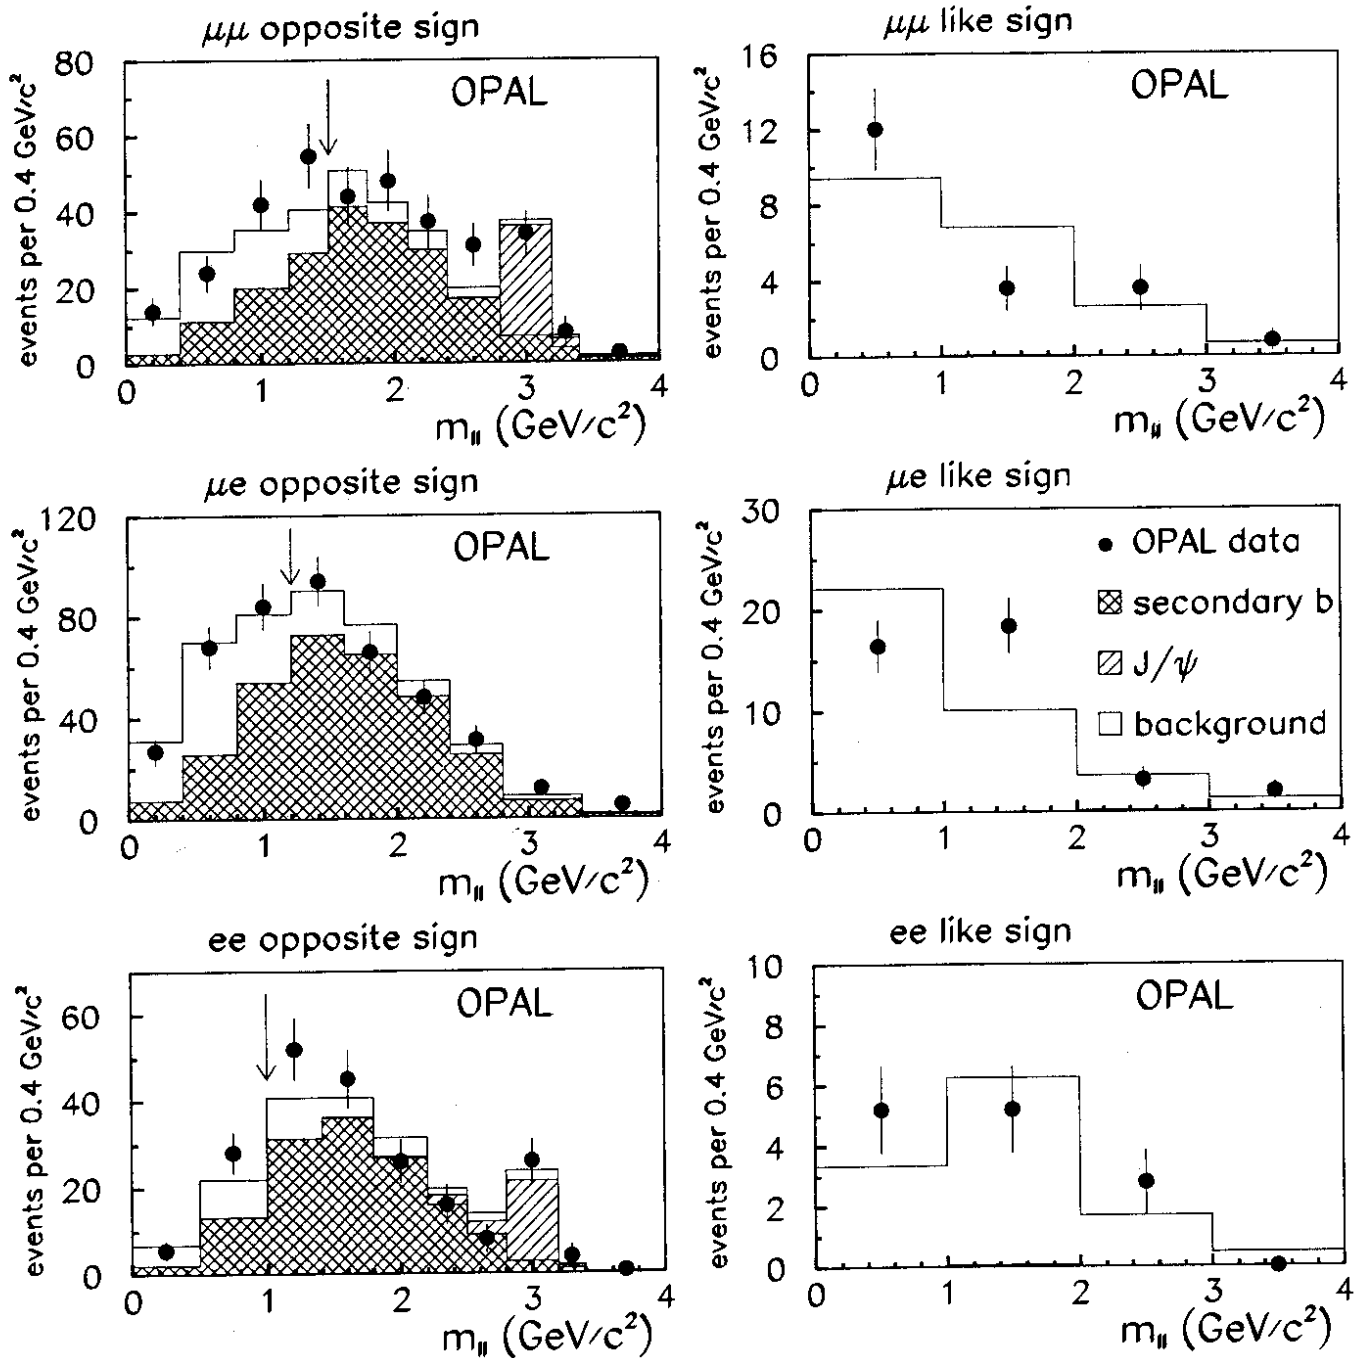 μμ opposite sign
events per 0.4 GeV/c²
80
60
40
20
0
OPAL
0 1 2 3 4
m_ll (GeV/c²)
μμ like sign
events per 0.4 GeV/c²
16
12
8
4
0
OPAL
0 1 2 3 4
m_ll (GeV/c²)
μe opposite sign
events per 0.4 GeV/c²
120
80
40
0
OPAL
0 1 2 3 4
m_ll (GeV/c²)
μe like sign
events per 0.4 GeV/c²
30
20
10
0
OPAL data
secondary b
J/ψ
background
0 1 2 3 4
m_ll (GeV/c²)
ee opposite sign
events per 0.4 GeV/c²
60
40
20
0
OPAL
0 1 2 3 4
m_ll (GeV/c²)
ee like sign
events per 0.4 GeV/c²
10
8
6
4
2
0
OPAL
0 1 2 3 4
m_ll (GeV/c²)